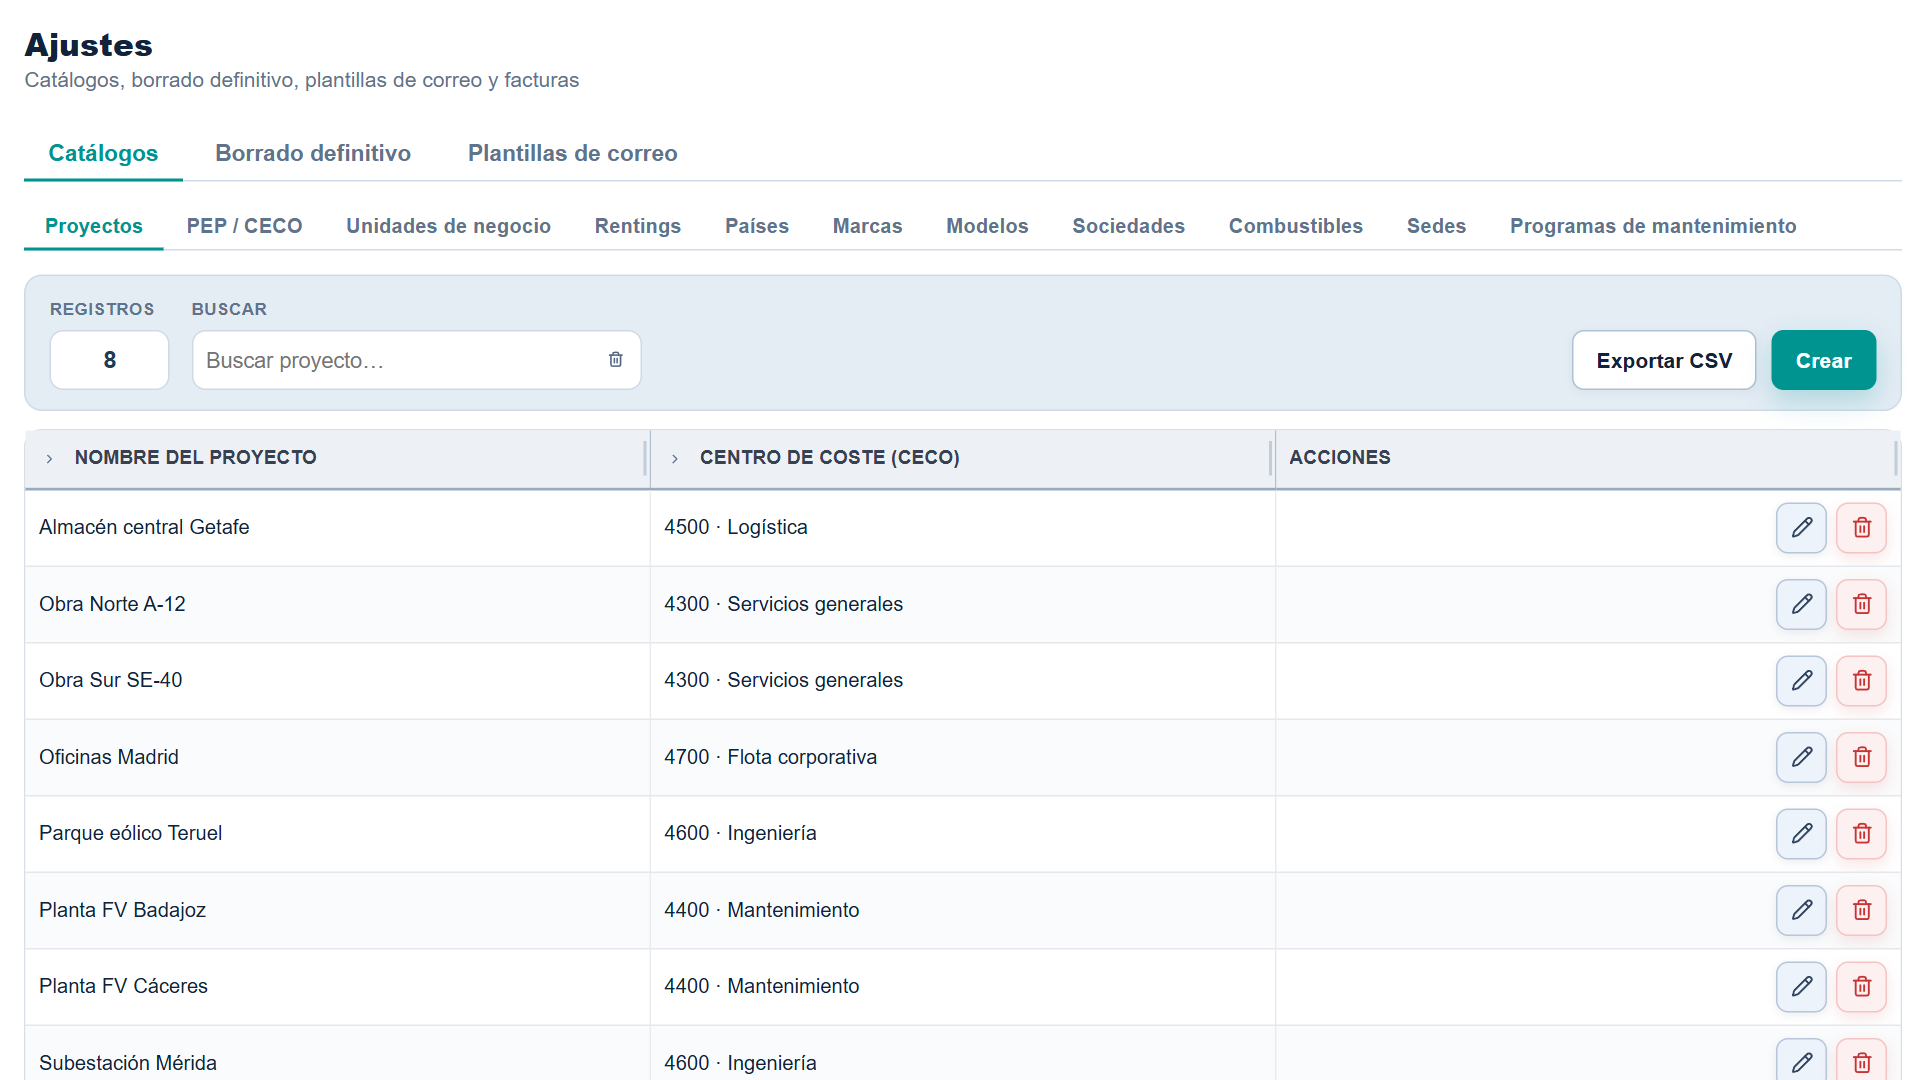 Ajustes
Catálogos, borrado definitivo, plantillas de correo y facturas
Catálogos Borrado definitivo Plantillas de correo
Proyectos PEP / CECO Unidades de negocio Rentings Países Marcas Modelos Sociedades Combustibles Sedes Programas de mantenimiento
REGISTROS BUSCAR
8 Buscar proyecto… Exportar CSV Crear
NOMBRE DEL PROYECTO CENTRO DE COSTE (CECO) ACCIONES
Almacén central Getafe 4500 · Logística
Obra Norte A-12 4300 · Servicios generales
Obra Sur SE-40 4300 · Servicios generales
Oficinas Madrid 4700 · Flota corporativa
Parque eólico Teruel 4600 · Ingeniería
Planta FV Badajoz 4400 · Mantenimiento
Planta FV Cáceres 4400 · Mantenimiento
Subestación Mérida 4600 · Ingeniería